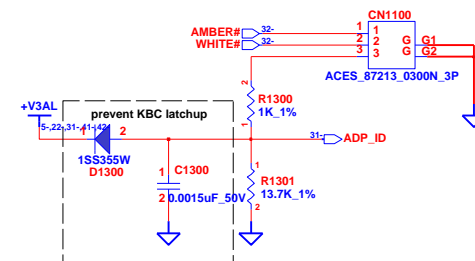 CN1100
AMBER# 32- 1 1 G G1
WHITE# 32- 2 2 G G2
3 3
ACES_87213_0300N_3P
2
R1300
1K_1%
1
+V3AL
prevent KBC latchup
5-,22-,31-,41-,42-
1 2
1SS355W
D1300
31- ADP_ID
1 C1300
2 0.0015uF_50V
1
R1301
13.7K_1%
2